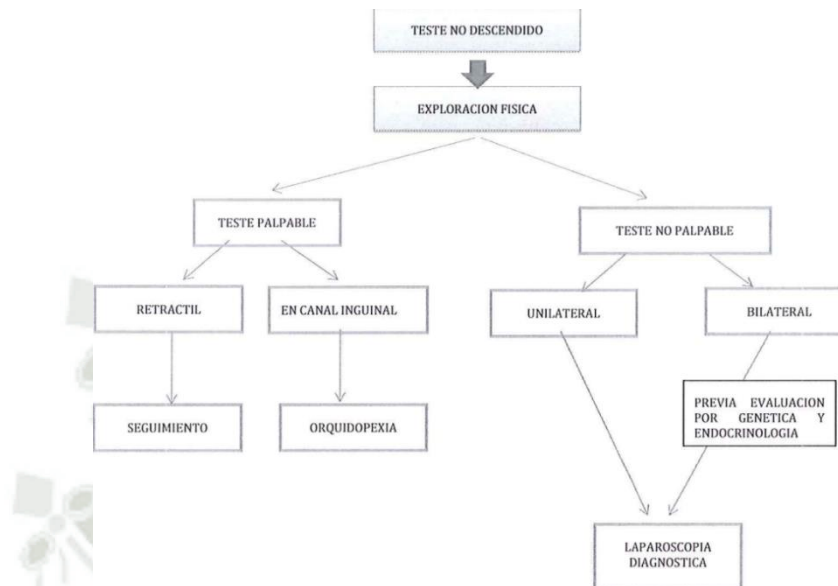 TESTE NO DESCENDIDO
EXPLORACION FISICA
TESTE PALPABLE
TESTE NO PALPABLE
RETRACTIL
EN CANAL INGUINAL
UNILATERAL
BILATERAL
PREVIA EVALUACION
POR GENETICA Y
ENDOCRINOLOGIA
SEGUIMIENTO
ORQUIDOPEXIA
LAPAROSCOPIA
DIAGNOSTICA